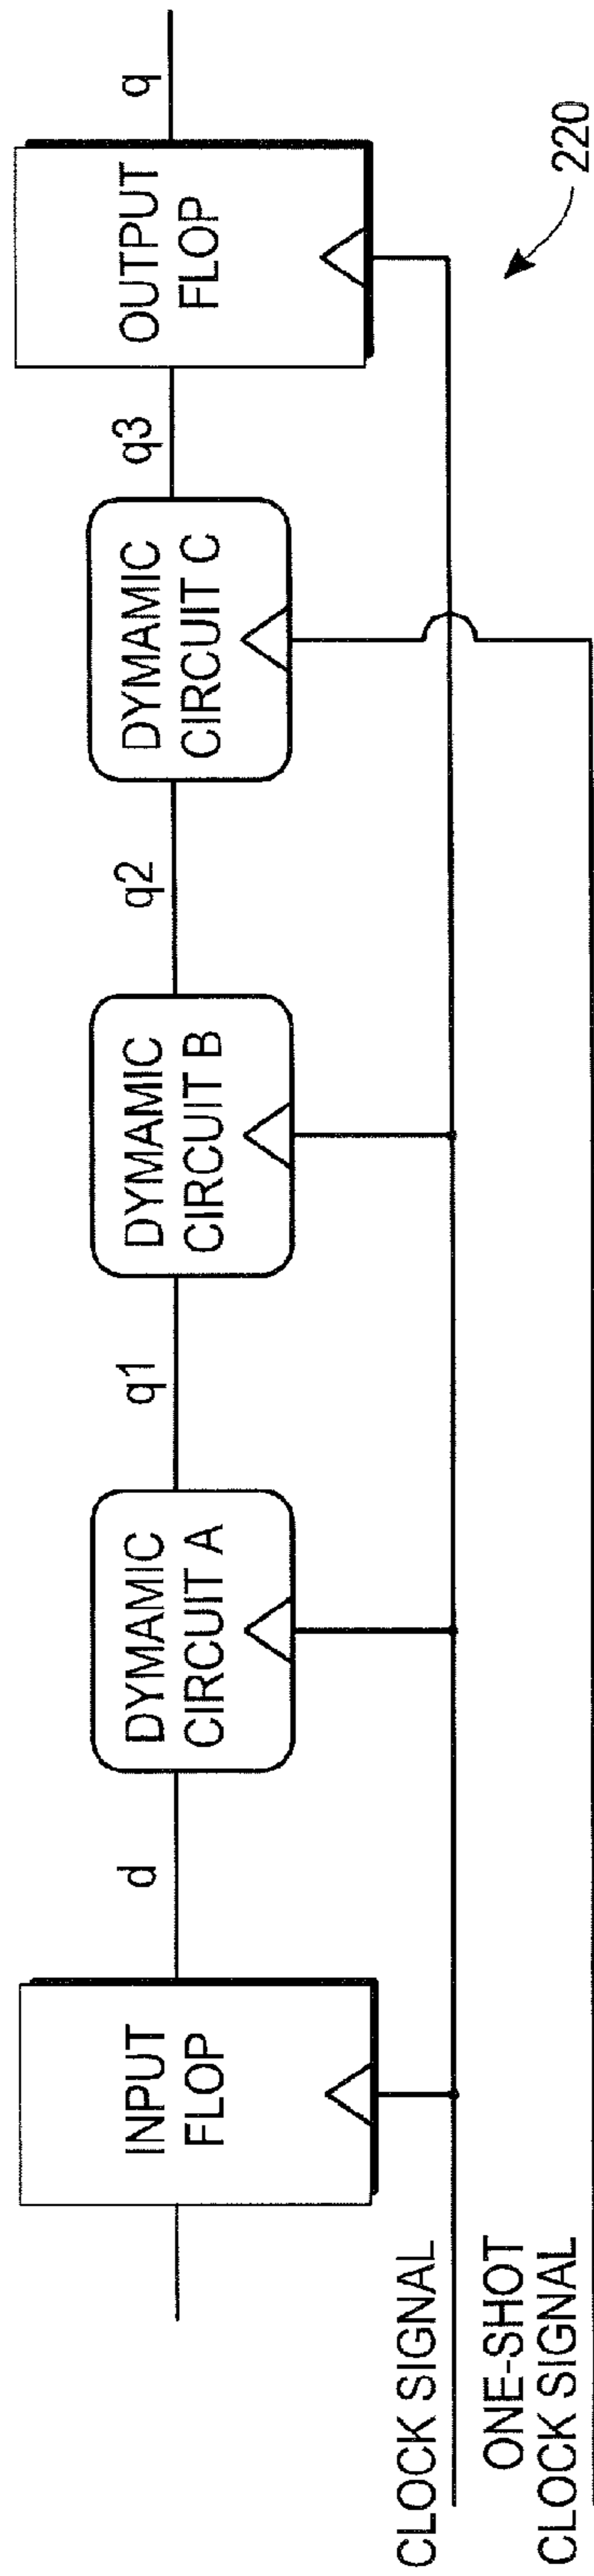 INPUT
FLOP
d
DYMAMIC
CIRCUIT A
q1
DYMAMIC
CIRCUIT B
q2
DYMAMIC
CIRCUIT C
q3
OUTPUT
FLOP
q
CLOCK SIGNAL
ONE-SHOT
CLOCK SIGNAL
220